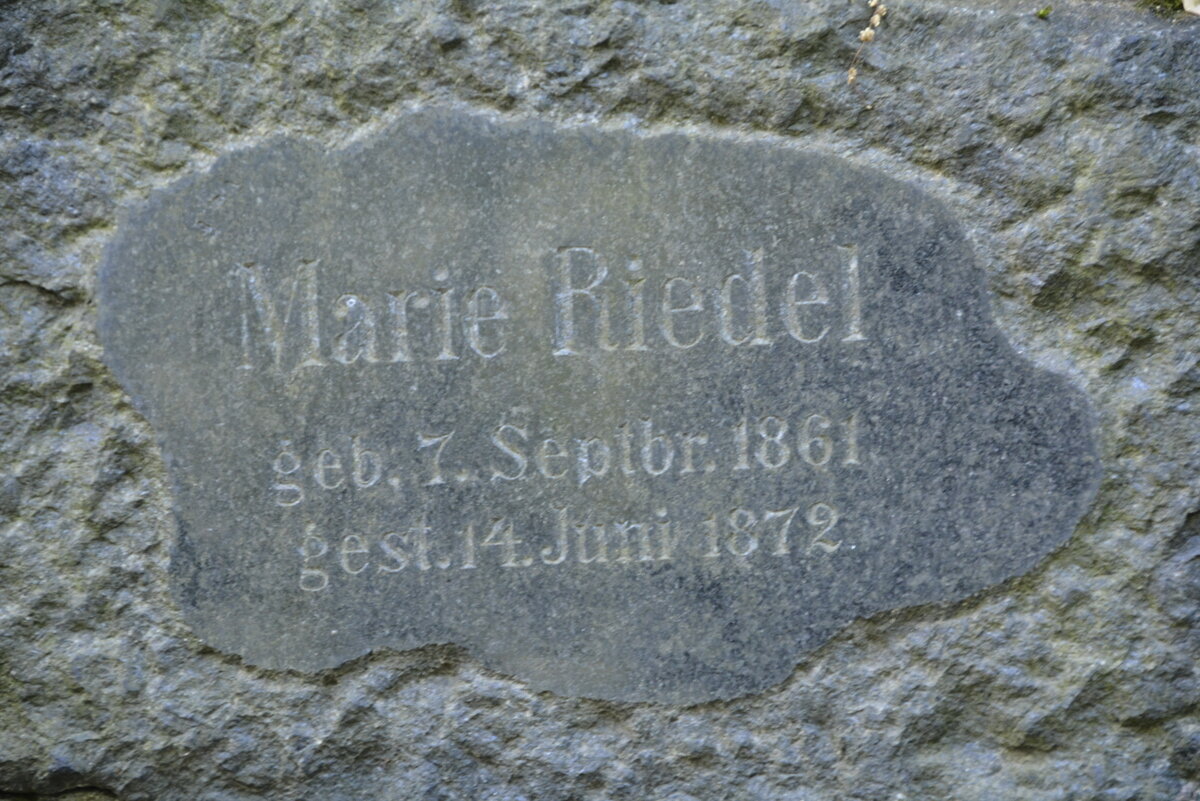 Marie Riedel
geb. 7. Septbr. 1861
gest. 14. Juni 1872